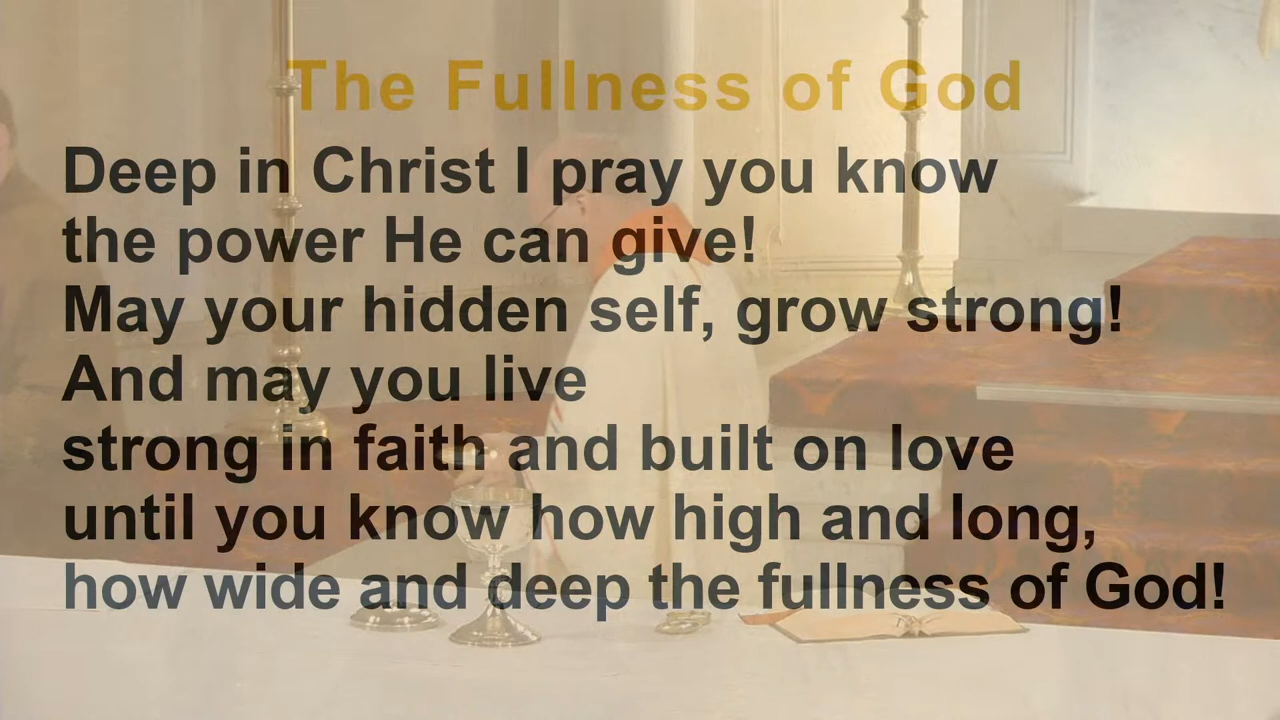 The Fullness of God
Deep in Christ I pray you know
the power He can give!
May your hidden self, grow strong!
And may you live
strong in faith and built on love
until you know how high and long,
how wide and deep the fullness of God!